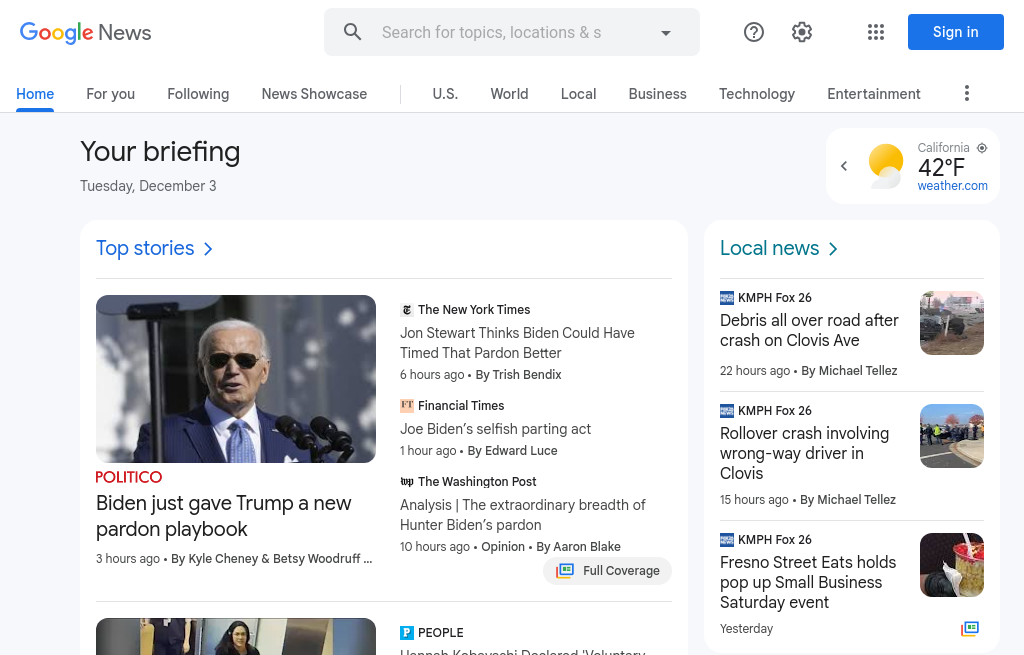 Google News
Search for topics, locations & s
Sign in
Home
For you
Following
News Showcase
U.S.
World
Local
Business
Technology
Entertainment
Your briefing
Tuesday, December 3
California
42°F
weather.com
Top stories
POLITICO
Biden just gave Trump a new
pardon playbook
3 hours ago • By Kyle Cheney & Betsy Woodruff ...
The New York Times
Jon Stewart Thinks Biden Could Have
Timed That Pardon Better
6 hours ago • By Trish Bendix
FT Financial Times
Joe Biden's selfish parting act
1 hour ago • By Edward Luce
wp The Washington Post
Analysis | The extraordinary breadth of
Hunter Biden's pardon
10 hours ago • Opinion • By Aaron Blake
Full Coverage
P PEOPLE
Hannah Kobayashi Declared 'Voluntary
Local news
KMPH Fox 26
Debris all over road after
crash on Clovis Ave
22 hours ago • By Michael Tellez
KMPH Fox 26
Rollover crash involving
wrong-way driver in
Clovis
15 hours ago • By Michael Tellez
KMPH Fox 26
Fresno Street Eats holds
pop up Small Business
Saturday event
Yesterday